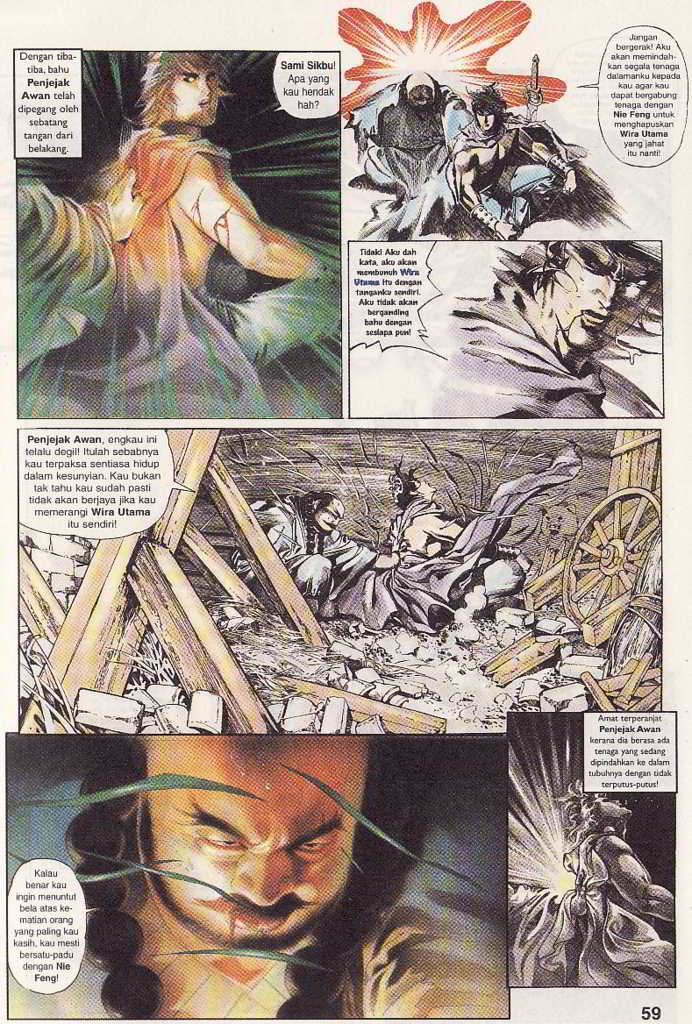 Dengan tiba-
tiba, bahu
Penjejak
Awan telah
dipegang oleh
sebatang
tangan dari
belakang.
Sami Sikbu!
Apa yang
kau hendak
hah?
Jangan
bergerak! Aku
akan memindah-
kan segala tenaga
dalamanku kepada
kau agar kau
dapat bergabung
tenaga dengan
Nie Feng untuk
menghapuskan
Wira Utama
yang jahat
itu nanti!
Tidak! Aku dah
kata, aku akan
membunuh Wira
Utama itu dengan
tanganku sendiri.
Aku tidak akan
berganding
bahu dengan
sesiapa pun!
Penjejak Awan, engkau ini
telalu degil! Itulah sebabnya
kau terpaksa sentiasa hidup
dalam kesunyian. Kau bukan
tak tahu kau sudah pasti
tidak akan berjaya jika kau
memerangi Wira Utama
itu sendiri!
Amat terperanjat
Penjejak Awan
kerana dia berasa ada
tenaga yang sedang
dipindahkan ke dalam
tubuhnya dengan tidak
terputus-putus!
Kalau
benar kau
ingin menuntut
bela atas ke-
matian orang
yang paling kau
kasih, kau mesti
bersatu-padu
dengan Nie
Feng!
59